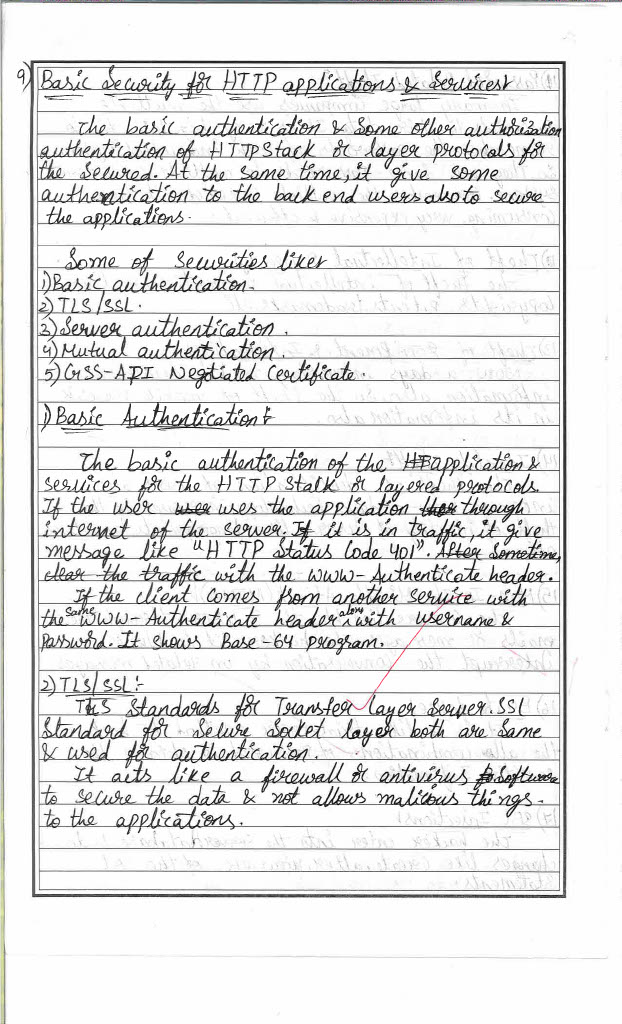 9) Basic Security for HTTP applications & Services:-
The basic authentication & Some other authorization
authentication of HTTP Stack or layer protocols for
the Secured. At the same time, it give some
authentication to the back end users also to secure
the applications.
Some of Securities like:-
1) Basic authentication.
2) TLS/SSL.
3) Server authentication.
4) Mutual authentication.
5) GSS-API Negotiated Certificate.
1) Basic Authentication:-
The basic authentication of the application &
services for the HTTP Stack or layered protocols.
If the user uses the application through
internet of the server. If it is in traffic, it give
message like "HTTP Status Code 401". After Sometime,
clear the traffic with the WWW-Authenticate header.
If the client comes from another service with
the same WWW-Authenticate header along with username &
Password. It shows Base-64 program.
2) TLS/SSL:-
TLS Standards for Transfer layer Server. SSL
Standard for Secure Socket layer both are Same
& used for authentication.
It acts like a firewall or antivirus Software
to secure the data & not allows malicious things
to the applications.